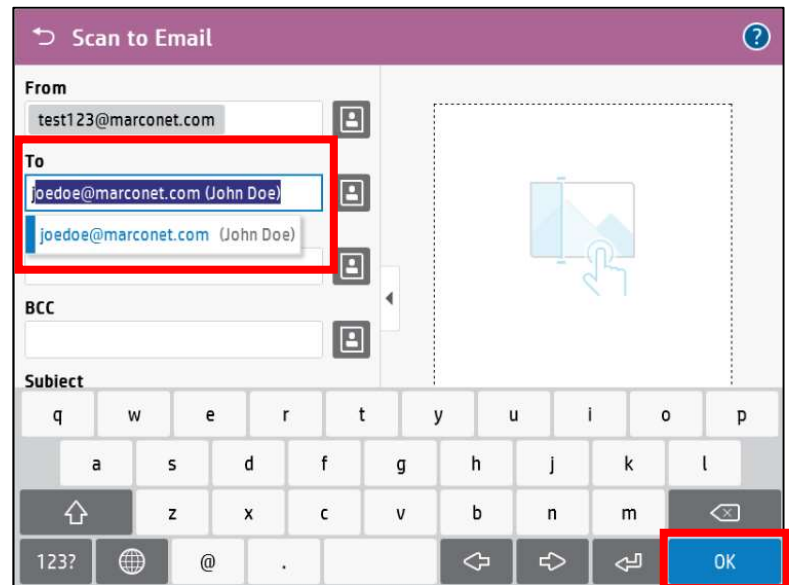 Scan to Email
?
From
test123@marconet.com
To
joedoe@marconet.com (John Doe)
joedoe@marconet.com (John Doe)
BCC
Subject
q w e r t y u i o p
a s d f g h j k l
z x c v b n m
123? @ . OK